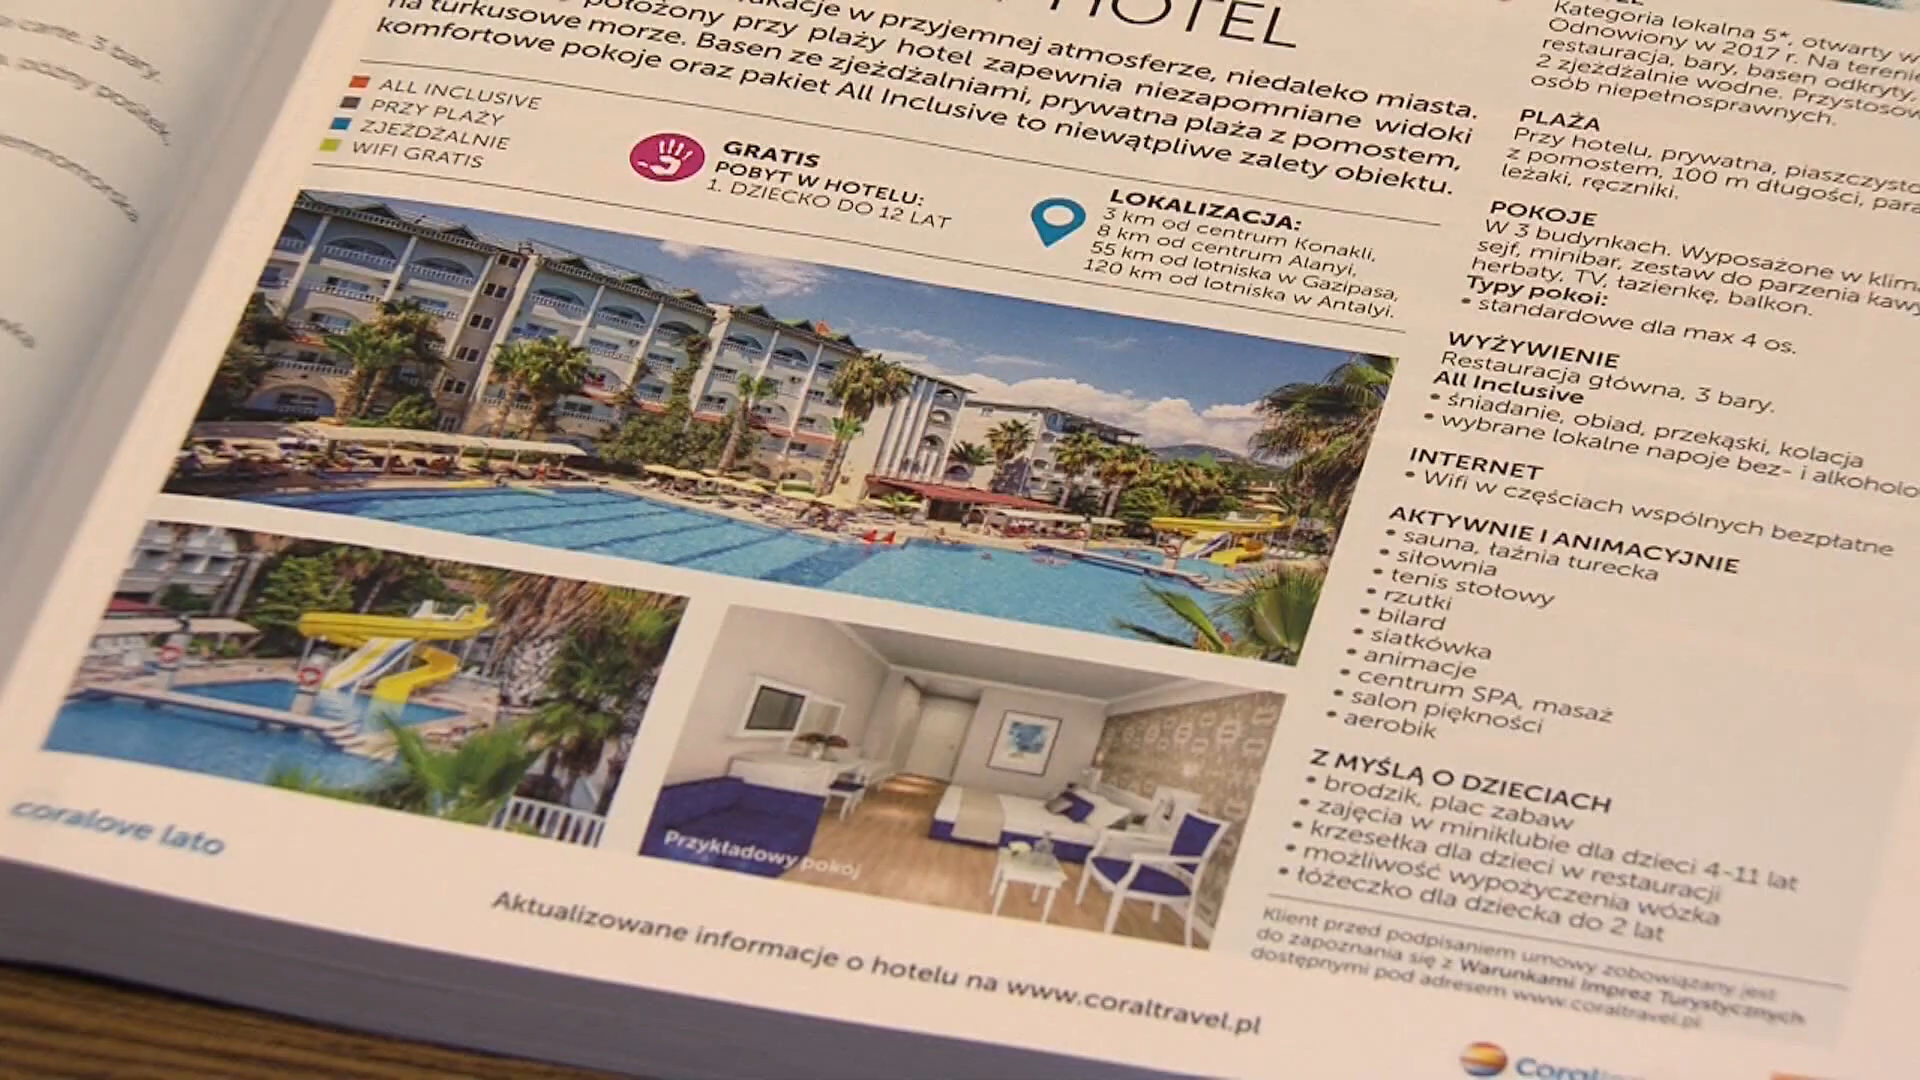 HOTEL
w przyjemnej atmosferze, niedaleko miasta.
położony przy plaży hotel zapewnia niezapomniane widoki
na turkusowe morze. Basen ze zjeżdżalniami, prywatna plaża z pomostem,
komfortowe pokoje oraz pakiet All Inclusive to niewątpliwe zalety obiektu.
ALL INCLUSIVE
PRZY PLAŻY
ZJEŻDŻALNIE
WIFI GRATIS
GRATIS
POBYT W HOTELU:
1. DZIECKO DO 12 LAT
LOKALIZACJA:
3 km od centrum Konakli,
8 km od centrum Alanyi,
55 km od lotniska w Gazipasa,
120 km od lotniska w Antalyi.
Przykładowy pokój
coralove lato
Aktualizowane informacje o hotelu na www.coraltravel.pl
3 bary.
Kategoria lokalna 5*, otwarty w
Odnowiony w 2017 r. Na terenie
restauracja, bary, basen odkryty,
2 zjeżdżalnie wodne. Przystosow
osób niepełnosprawnych.
PLAŻA
Przy hotelu, prywatna, piaszczysto
z pomostem, 100 m długości, para
leżaki, ręczniki.
POKOJE
W 3 budynkach. Wyposażone w klim
sejf, minibar, zestaw do parzenia kawy
herbaty, TV, łazienkę, balkon.
Typy pokoi:
• standardowe dla max 4 os.
WYŻYWIENIE
Restauracja główna, 3 bary.
All Inclusive
• śniadanie, obiad, przekąski, kolacja
• wybrane lokalne napoje bez- i alkoholo
INTERNET
• Wifi w częściach wspólnych bezpłatne
AKTYWNIE I ANIMACYJNIE
• sauna, łaźnia turecka
• siłownia
• tenis stołowy
• rzutki
• bilard
• siatkówka
• animacje
• centrum SPA, masaż
• salon piękności
• aerobik
Z MYŚLĄ O DZIECIACH
• brodzik, plac zabaw
• zajęcia w miniklubie dla dzieci 4-11 lat
• krzesełka dla dzieci w restauracji
• możliwość wypożyczenia wózka
• łóżeczko dla dziecka do 2 lat
Klient przed podpisaniem umowy zobowiązany jest
do zapoznania się z Warunkami Imprez Turystycznych
dostępnymi pod adresem www.coraltravel.pl
Coral